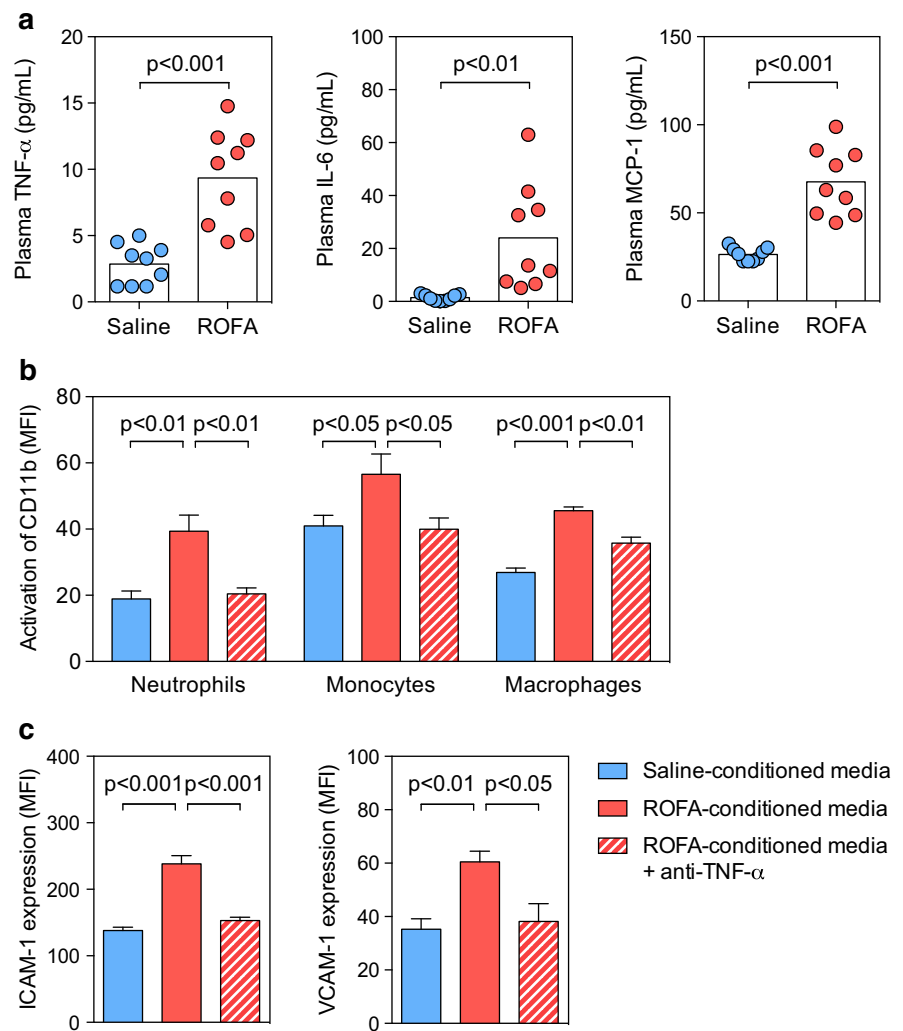 a
Plasma TNF-α (pg/mL)
20
15
10
5
0
p<0.001
Saline
ROFA
Plasma IL-6 (pg/mL)
100
80
60
40
20
0
p<0.01
Saline
ROFA
Plasma MCP-1 (pg/mL)
150
100
50
0
p<0.001
Saline
ROFA
b
Activation of CD11b (MFI)
80
60
40
20
0
p<0.01
p<0.01
p<0.05
p<0.05
p<0.001
p<0.01
Neutrophils
Monocytes
Macrophages
c
ICAM-1 expression (MFI)
400
300
200
100
0
p<0.001
p<0.001
VCAM-1 expression (MFI)
100
80
60
40
20
0
p<0.01
p<0.05
Saline-conditioned media
ROFA-conditioned media
ROFA-conditioned media
+ anti-TNF-α